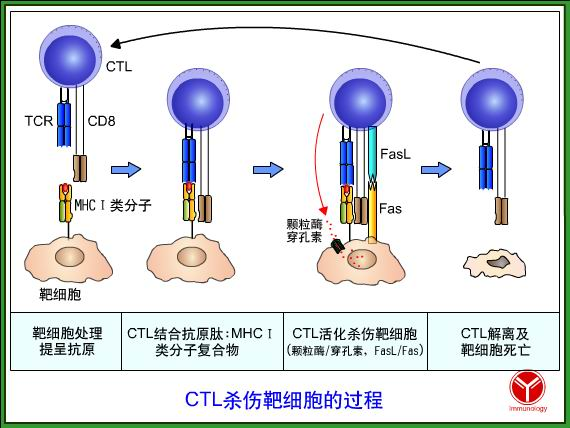 CTL
TCR
CD8
MHC I 类分子
靶细胞
FasL
Fas
颗粒酶
穿孔素
靶细胞处理
提呈抗原
CTL结合抗原肽:MHC I
类分子复合物
CTL活化杀伤靶细胞
(颗粒酶/穿孔素, FasL/Fas)
CTL解离及
靶细胞死亡
CTL杀伤靶细胞的过程
Immunology